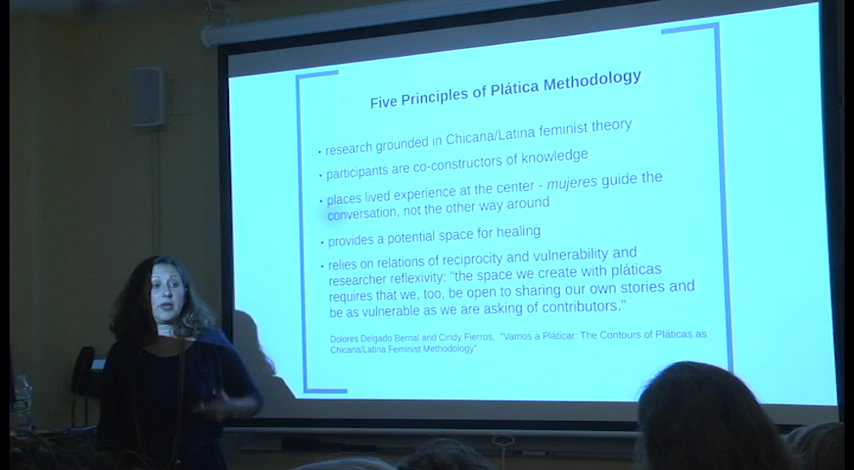 Five Principles of Plática Methodology
• research grounded in Chicana/Latina feminist theory
• participants are co-constructors of knowledge
• places lived experience at the center - mujeres guide the
conversation, not the other way around
• provides a potential space for healing
• relies on relations of reciprocity and vulnerability and
researcher reflexivity: "the space we create with pláticas
requires that we, too, be open to sharing our own stories and
be as vulnerable as we are asking of contributors."
Dolores Delgado Bernal and Cindy Fierros, "Vamos a Pláticar: The Contours of Pláticas as
Chicana/Latina Feminist Methodology"